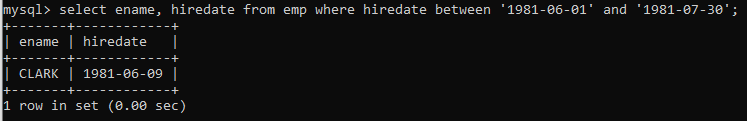 mysql> select ename, hiredate from emp where hiredate between '1981-06-01' and '1981-07-30';
+-------+------------+
| ename | hiredate   |
+-------+------------+
| CLARK | 1981-06-09 |
+-------+------------+
1 row in set (0.00 sec)